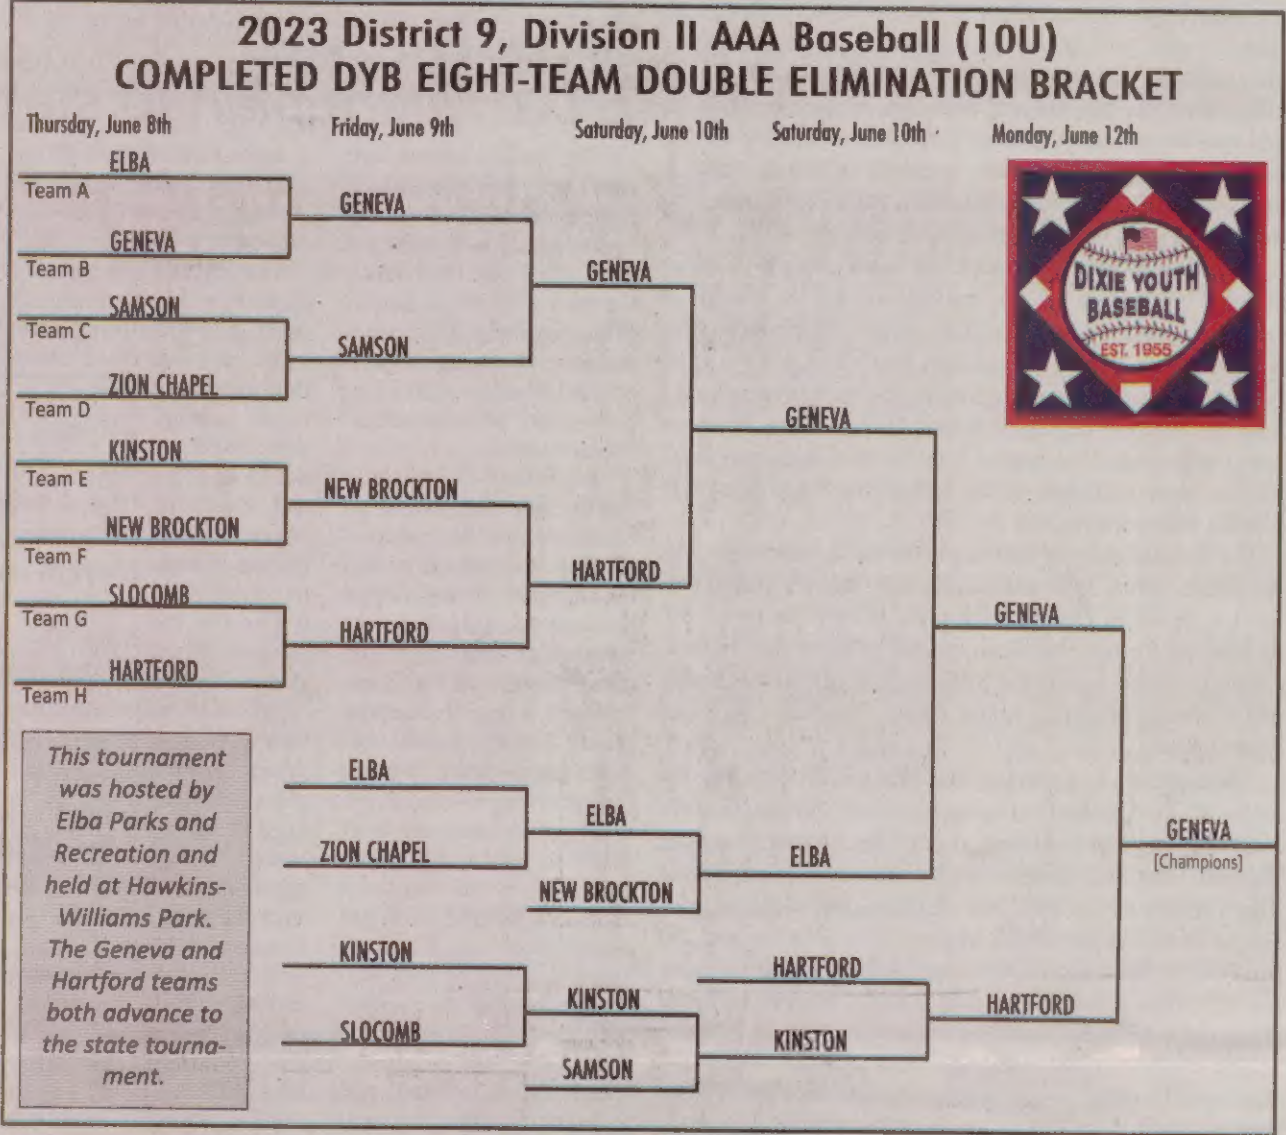 2023 District 9, Division II AAA Baseball (10U)
COMPLETED DYB EIGHT-TEAM DOUBLE ELIMINATION BRACKET
Thursday, June 8th
Friday, June 9th
Saturday, June 10th
Saturday, June 10th
Monday, June 12th
ELBA
Team A
GENEVA
Team B
SAMSON
Team C
ZION CHAPEL
Team D
KINSTON
Team E
NEW BROCKTON
Team F
SLOCOMB
Team G
HARTFORD
Team H
GENEVA
SAMSON
NEW BROCKTON
HARTFORD
GENEVA
HARTFORD
GENEVA
GENEVA
DIXIE YOUTH
BASEBALL
EST. 1955
This tournament
was hosted by
Elba Parks and
Recreation and
held at Hawkins-
Williams Park.
The Geneva and
Hartford teams
both advance to
the state tourna-
ment.
ELBA
ZION CHAPEL
KINSTON
SLOCOMB
ELBA
NEW BROCKTON
KINSTON
SAMSON
ELBA
HARTFORD
KINSTON
HARTFORD
GENEVA
[Champions]